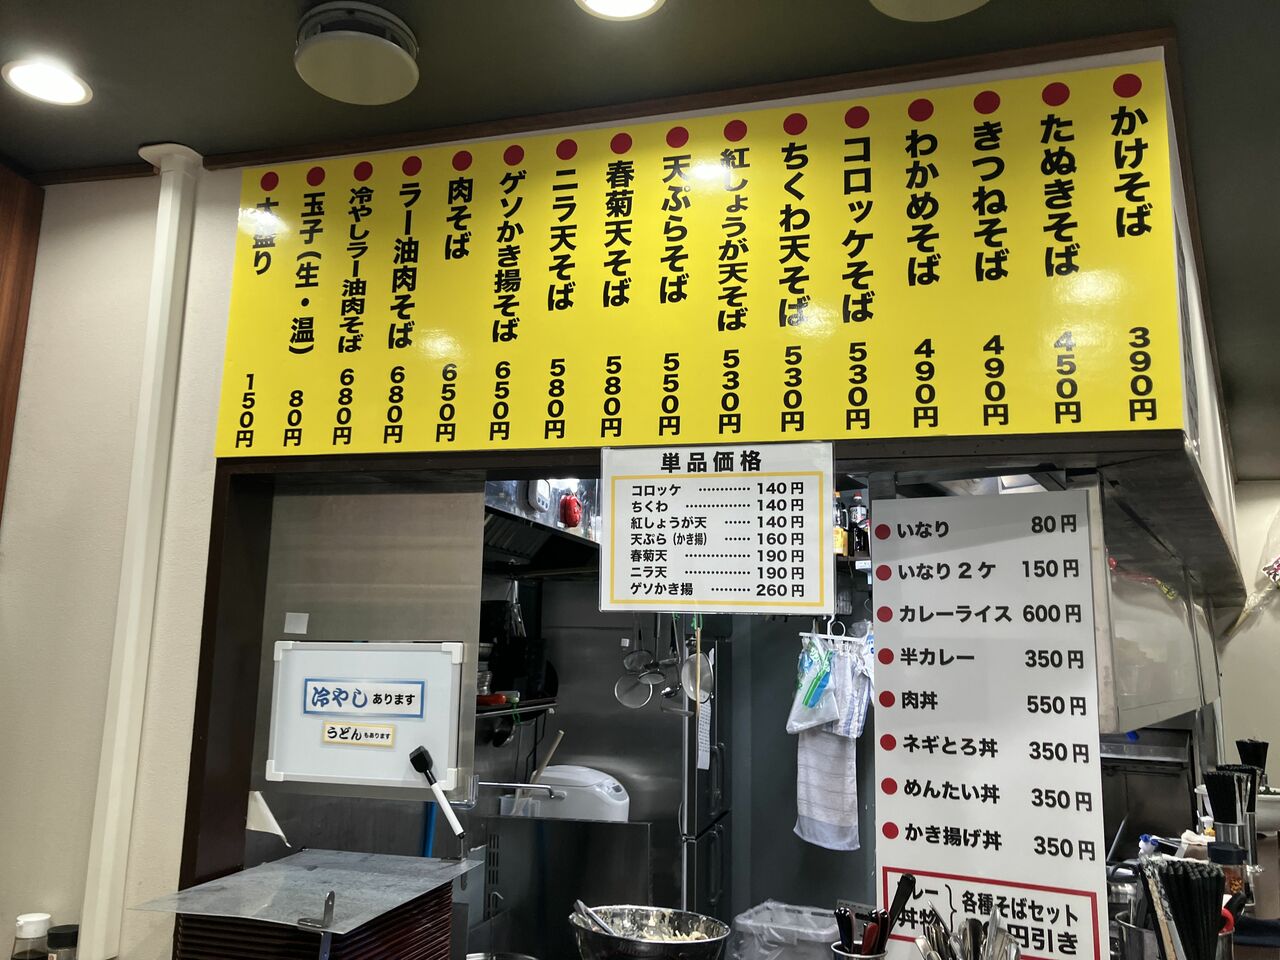 かけそば 390円
たぬきそば 450円
きつねそば 490円
わかめそば 490円
コロッケそば 530円
ちくわ天そば 530円
紅しょうが天そば 530円
天ぷらそば 550円
春菊天そば 580円
ニラ天そば 580円
ゲソかき揚そば 650円
肉そば 650円
ラー油肉そば 680円
冷やしラー油肉そば 680円
玉子(生・温) 80円
大盛り 150円
単品価格
コロッケ ………… 140円
ちくわ ………… 140円
紅しょうが天 …… 140円
天ぷら(かき揚) …… 160円
春菊天 ………… 190円
ニラ天 ………… 190円
ゲソかき揚 ……… 260円
いなり 80円
いなり2ケ 150円
カレーライス 600円
半カレー 350円
肉丼 550円
ネギとろ丼 350円
めんたい丼 350円
かき揚げ丼 350円
レー
丼物
各種そばセット
円引き
冷やしあります
うどんもあります